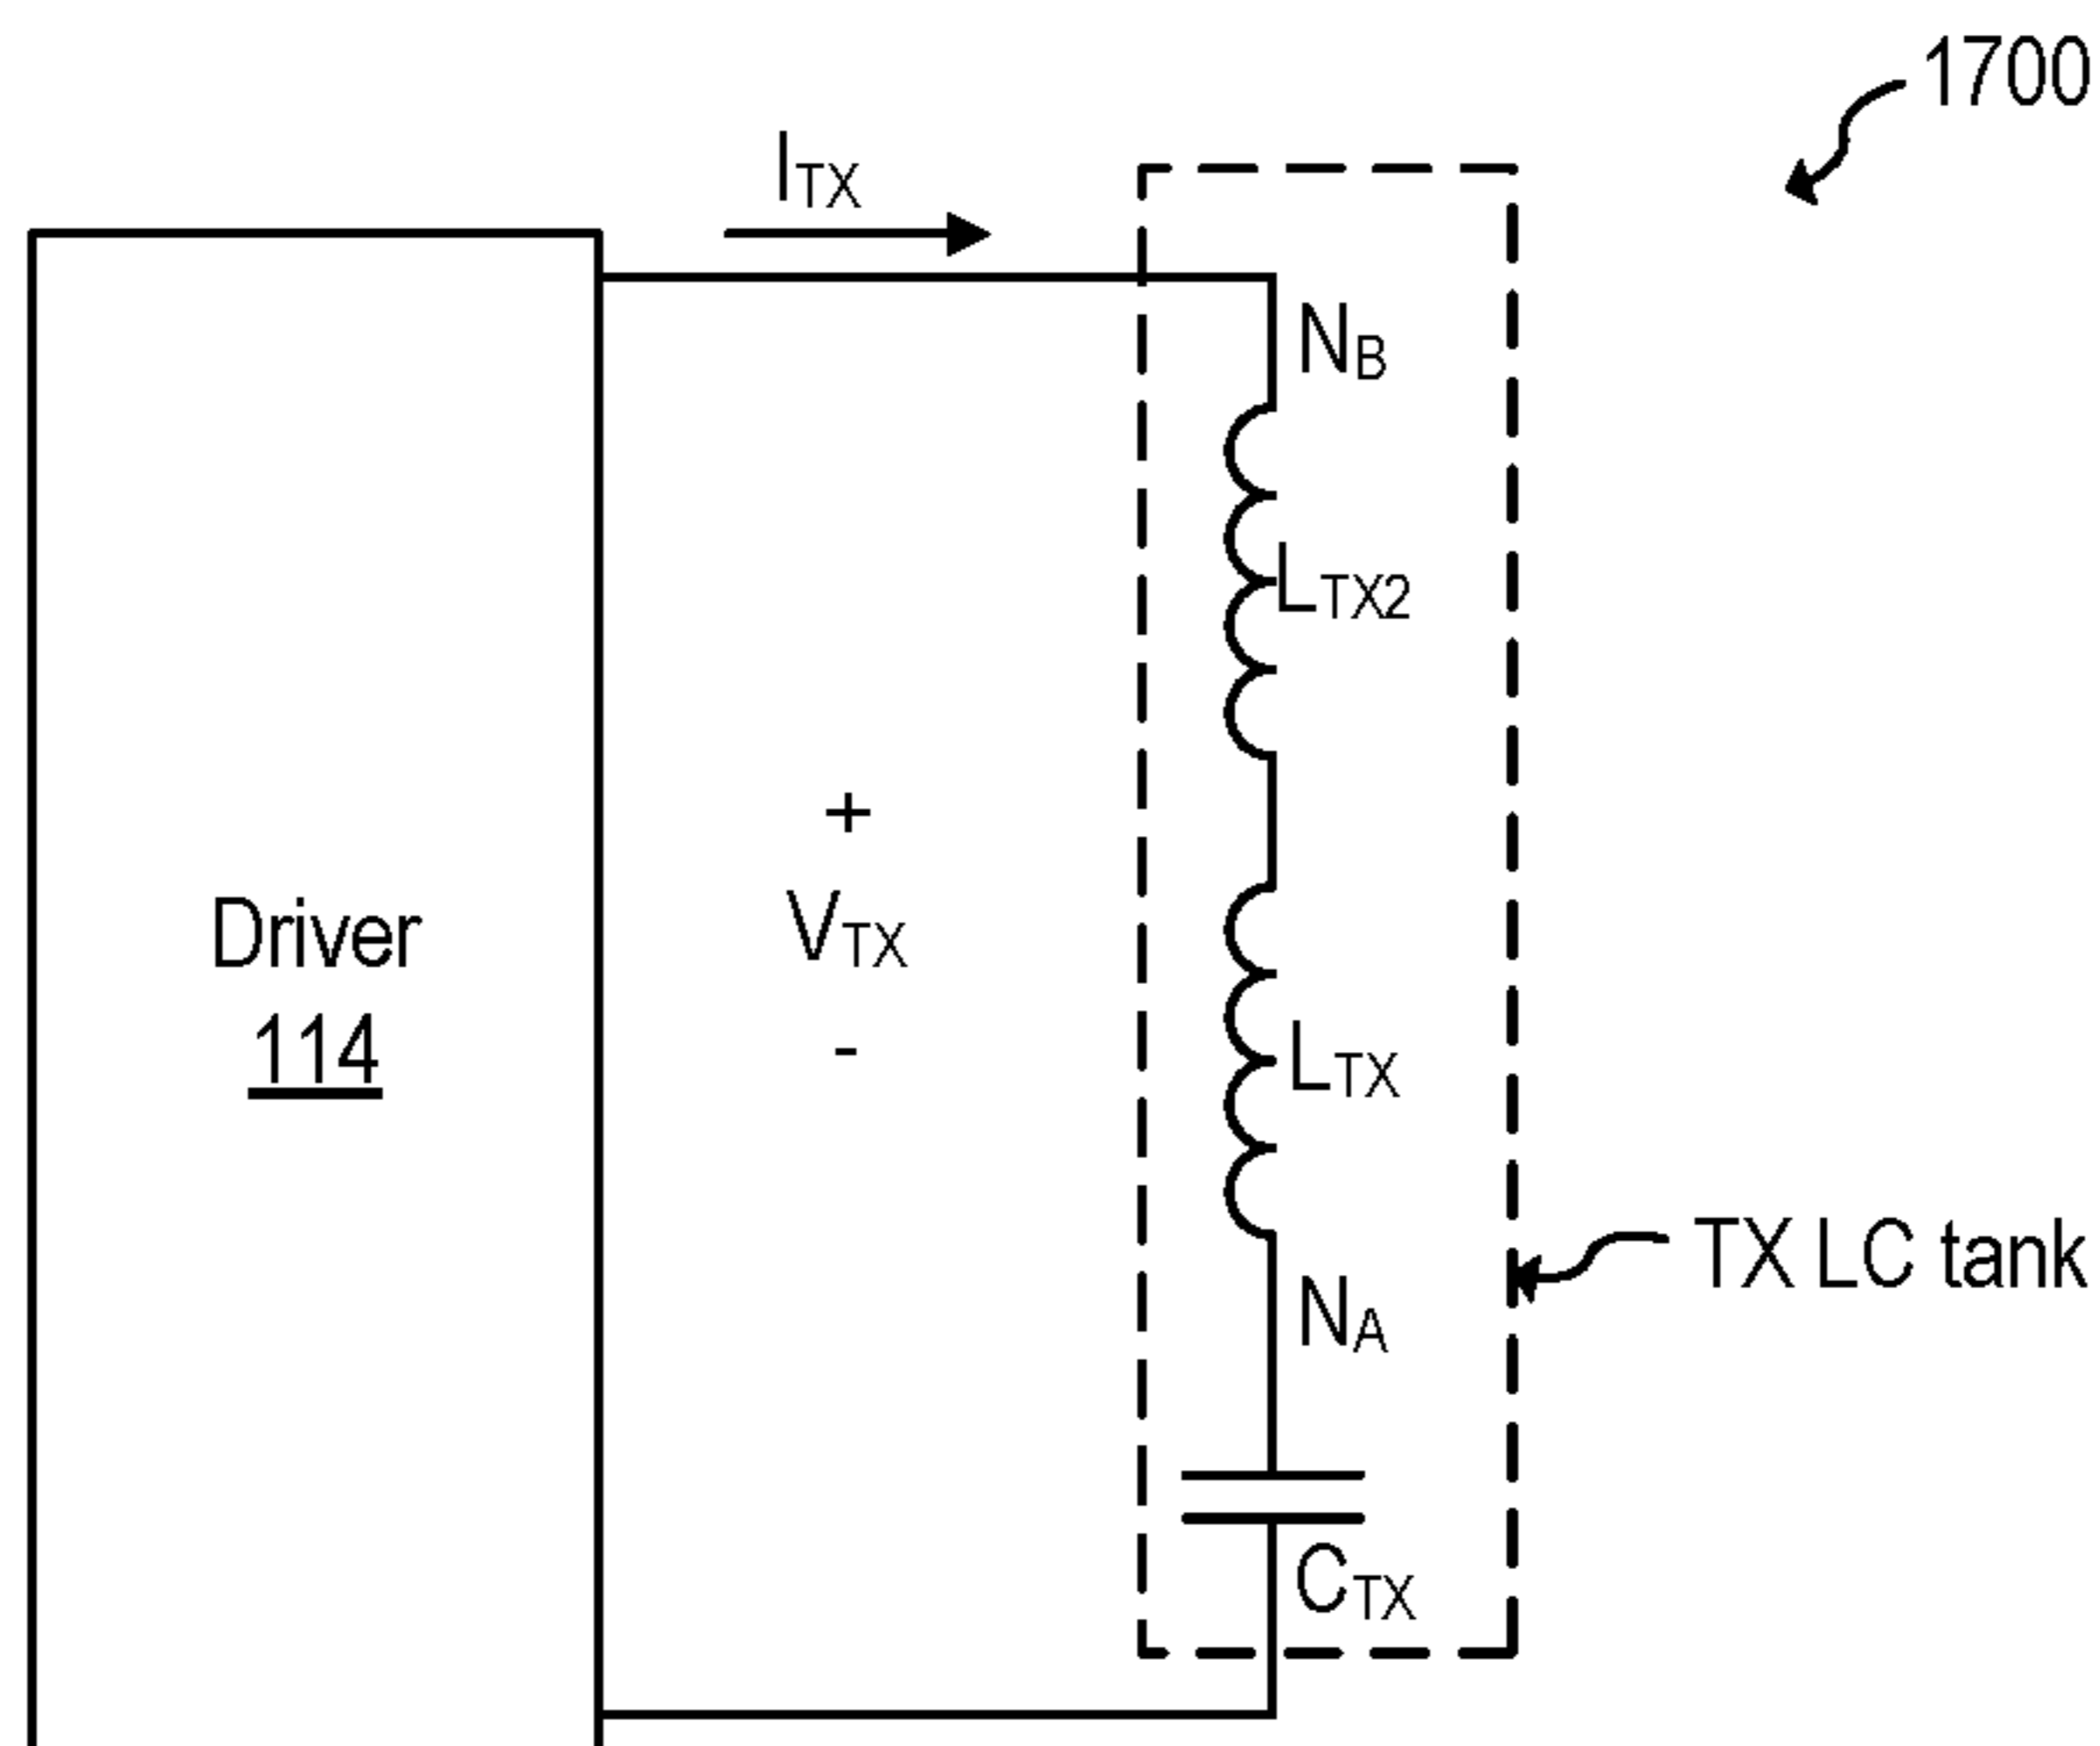 1700
ITX
NB
LTX2
+
VTX
-
Driver
114
LTX
TX LC tank
NA
CTX